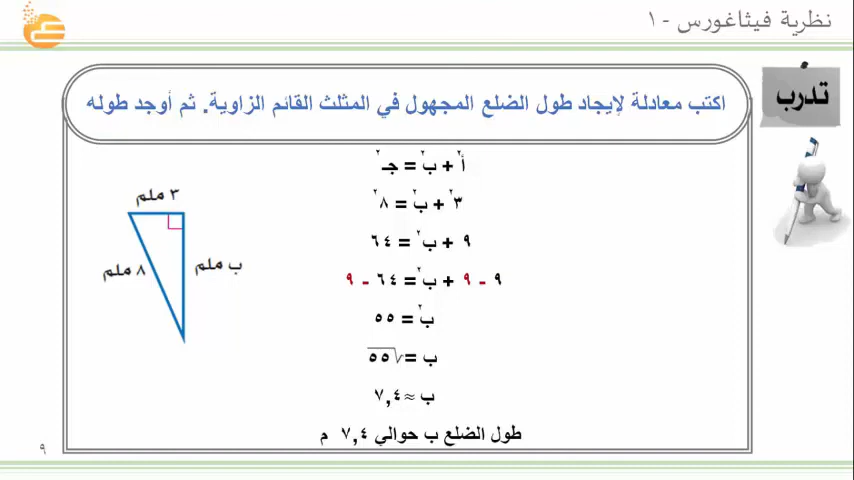 نظرية فيثاغورس -١
تدرب
اكتب معادلة لإيجاد طول الضلع المجهول في المثلث القائم الزاوية. ثم أوجد طوله
أ٢ + ب٢ = جـ٢
٣٢ + ب٢ = ٨٢
٩ + ب٢ = ٦٤
٩ - ٩ + ب٢ = ٦٤ - ٩
ب٢ = ٥٥
ب = √٥٥
ب ≈ ٧,٤
طول الضلع ب حوالي ٧,٤ م
٣ ملم
ب ملم
٨ ملم
٩